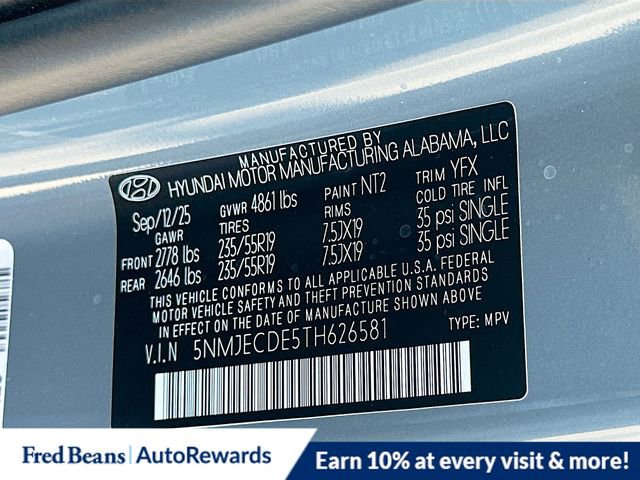 MANUFACTURED BY
HYUNDAI MOTOR MANUFACTURING ALABAMA, LLC
Sep/12/25 GVWR 4861 lbs PAINT NT2 TRIM YFX
GAWR TIRES RIMS COLD TIRE INFL
FRONT 2778 lbs 235/55R19 7.5JX19 35 psi SINGLE
REAR 2646 lbs 235/55R19 7.5JX19 35 psi SINGLE
THIS VEHICLE CONFORMS TO ALL APPLICABLE U.S.A. FEDERAL
MOTOR VEHICLE SAFETY AND THEFT PREVENTION STANDARDS
IN EFFECT ON THE DATE OF MANUFACTURE SHOWN ABOVE
V.I.N 5NMJECDE5TH626581 TYPE: MPV
Fred Beans | AutoRewards
Earn 10% at every visit & more!